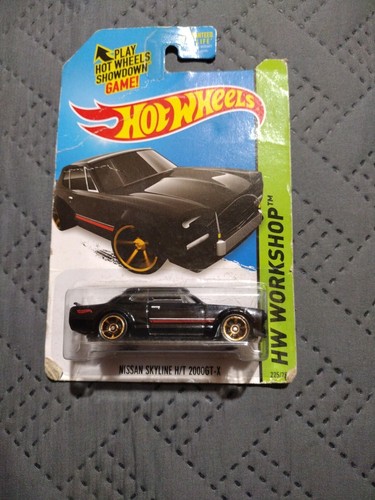 PLAY
HOT WHEELS
SHOWDOWN
GAME!
HOT WHEELS
HW WORKSHOP™
NISSAN SKYLINE H/T 2000GT-X